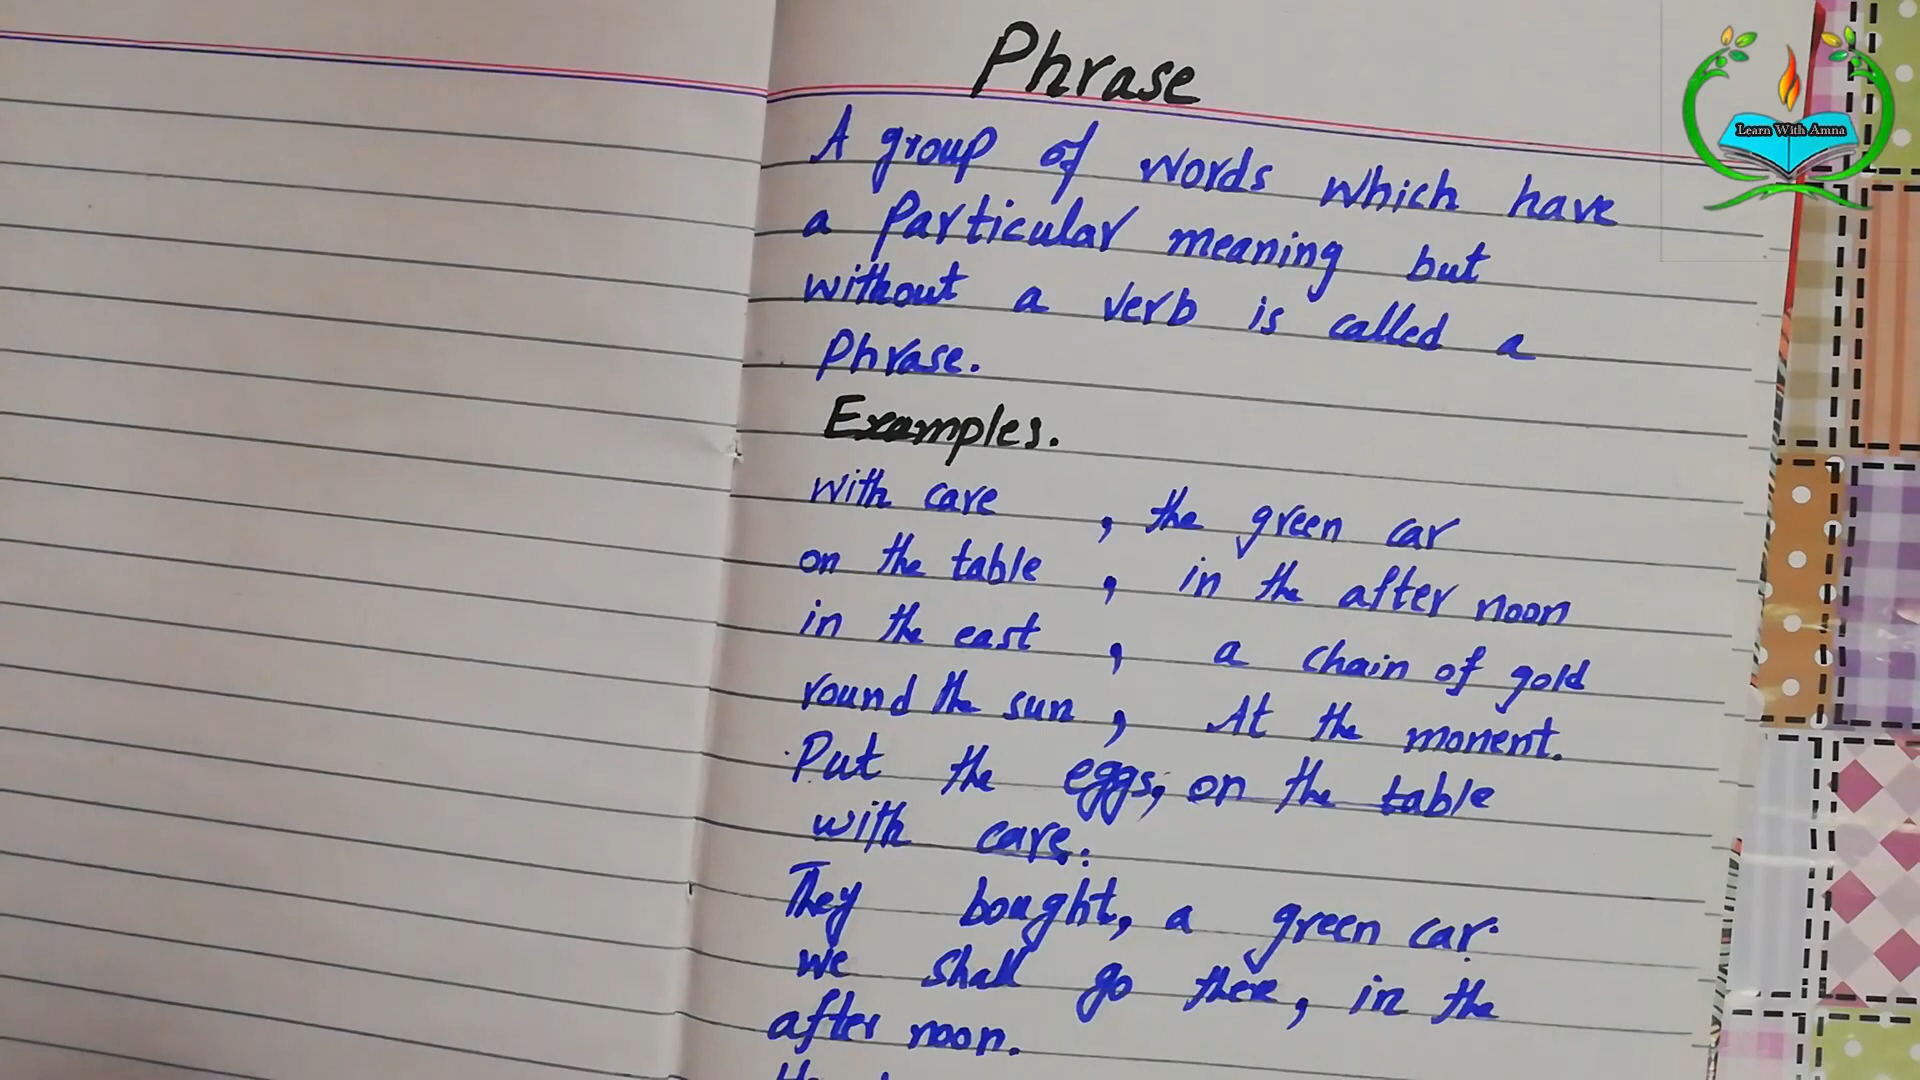 Phrase
Learn With Amna
A group of words which have
a particular meaning but
without a verb is called a
phrase.
Examples.
with care , the green car
on the table , in the after noon
in the east , a chain of gold
round the sun , At the monent.
Put the eggs, on the table
with care.
They bought, a green car.
we shall go there, in the
after noon.